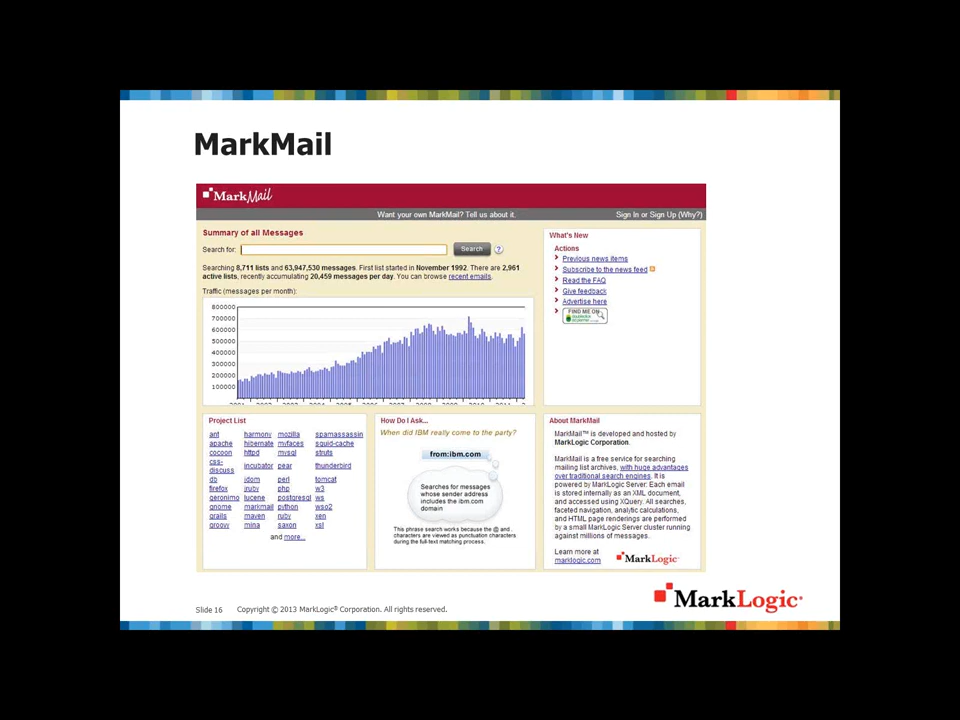 MarkMail
MarkMail
Want your own MarkMail? Tell us about it.
Sign In or Sign Up (Why?)
Summary of all Messages
Search for:
Search
?
Searching 8,711 lists and 63,947,530 messages. First list started in November 1992. There are 2,961
active lists, recently accumulating 20,459 messages per day. You can browse recent emails.
Traffic (messages per month):
800000
700000
600000
500000
400000
300000
200000
100000
What's New
Actions
Previous news items
Subscribe to the news feed
Read the FAQ
Give feedback
Advertise here
FIND ME ON
Project List
ant harmony mozilla spamassassin
apache hibernate myfaces squid-cache
cocoon httpd mysql struts
css-
discuss incubator pear thunderbird
db jdom perl tomcat
firefox jruby php w3
geronimo lucene postgresql ws
gnome markmail python wso2
grails maven ruby xen
groovy mina saxon xsl
and more...
How Do I Ask...
When did IBM really come to the party?
from:ibm.com
Searches for messages
whose sender address
includes the ibm.com
domain
This phrase search works because the @ and .
characters are viewed as punctuation characters
during the full-text matching process.
About MarkMail
MarkMail™ is developed and hosted by
MarkLogic Corporation.
MarkMail is a free service for searching
mailing list archives, with huge advantages
over traditional search engines. It is
powered by MarkLogic Server: Each email
is stored internally as an XML document,
and accessed using XQuery. All searches,
faceted navigation, analytic calculations,
and HTML page renderings are performed
by a small MarkLogic Server cluster running
against millions of messages.
Learn more at
marklogic.com
MarkLogic
MarkLogic
Slide 16
Copyright © 2013 MarkLogic® Corporation. All rights reserved.